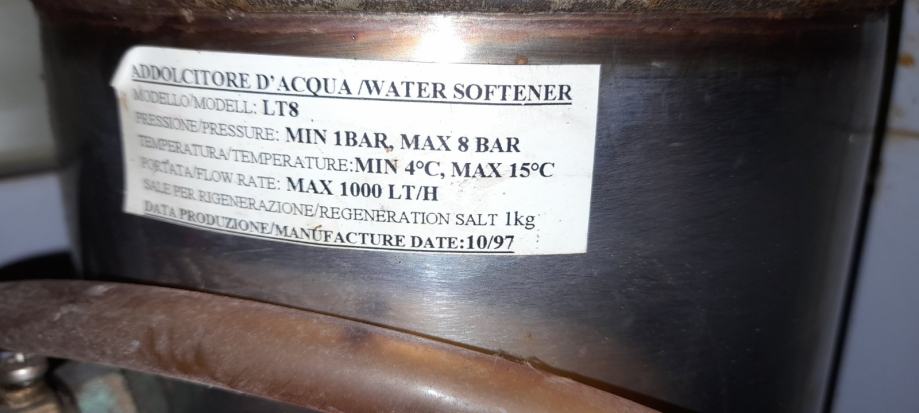 ADDOLCITORE D'ACQUA /WATER SOFTENER
MODELLO/MODELL: LT8
PRESSIONE/PRESSURE: MIN 1BAR, MAX 8 BAR
TEMPERATURA/TEMPERATURE:MIN 4°C, MAX 15°C
PORTATA/FLOW RATE: MAX 1000 LT/H
SALE PER RIGENERAZIONE/REGENERATION SALT 1kg
DATA PRODUZIONE/MANUFACTURE DATE:10/97